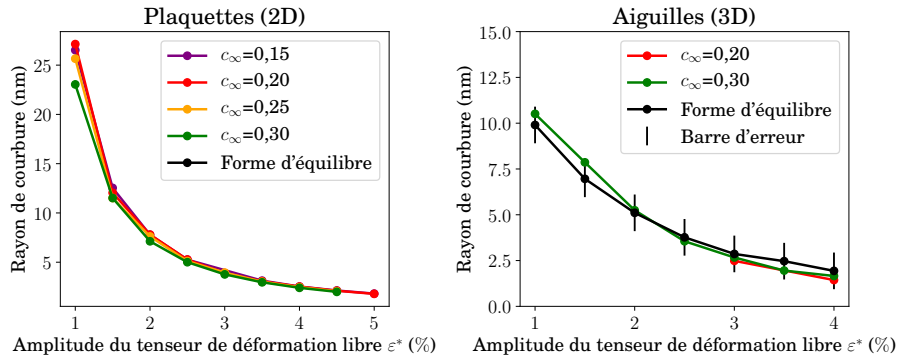 Plaquettes (2D)
Rayon de courbure (nm)
25
20
15
10
5
1
2
3
4
5
c∞=0,15
c∞=0,20
c∞=0,25
c∞=0,30
Forme d'équilibre
Amplitude du tenseur de déformation libre ε* (%)
Aiguilles (3D)
Rayon de courbure (nm)
15.0
12.5
10.0
7.5
5.0
2.5
0.0
1
2
3
4
c∞=0,20
c∞=0,30
Forme d'équilibre
Barre d'erreur
Amplitude du tenseur de déformation libre ε* (%)